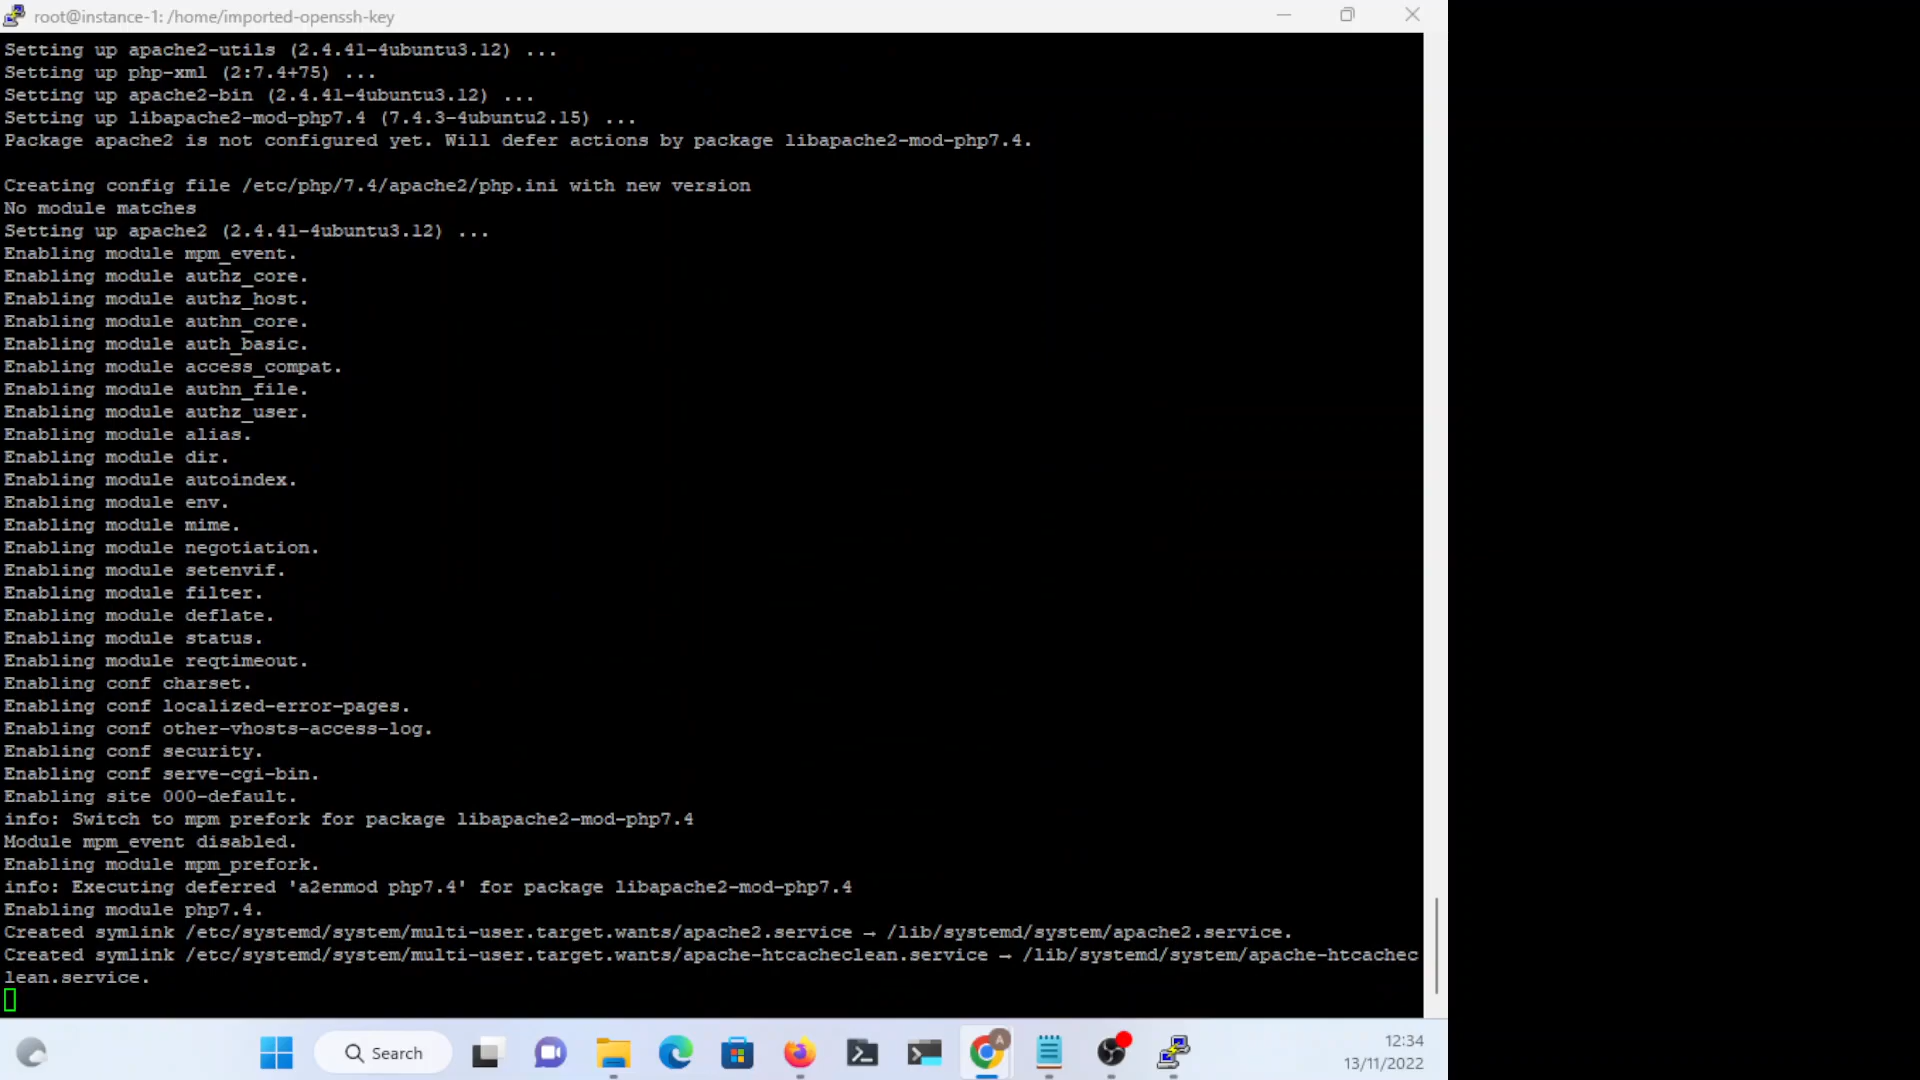 root@instance-1: /home/imported-openssh-key
Setting up apache2-utils (2.4.41-4ubuntu3.12) ...
Setting up php-xml (2:7.4+75) ...
Setting up apache2-bin (2.4.41-4ubuntu3.12) ...
Setting up libapache2-mod-php7.4 (7.4.3-4ubuntu2.15) ...
Package apache2 is not configured yet. Will defer actions by package libapache2-mod-php7.4.
Creating config file /etc/php/7.4/apache2/php.ini with new version
No module matches
Setting up apache2 (2.4.41-4ubuntu3.12) ...
Enabling module mpm_event.
Enabling module authz_core.
Enabling module authz_host.
Enabling module authn_core.
Enabling module auth_basic.
Enabling module access_compat.
Enabling module authn_file.
Enabling module authz_user.
Enabling module alias.
Enabling module dir.
Enabling module autoindex.
Enabling module env.
Enabling module mime.
Enabling module negotiation.
Enabling module setenvif.
Enabling module filter.
Enabling module deflate.
Enabling module status.
Enabling module reqtimeout.
Enabling conf charset.
Enabling conf localized-error-pages.
Enabling conf other-vhosts-access-log.
Enabling conf security.
Enabling conf serve-cgi-bin.
Enabling site 000-default.
info: Switch to mpm prefork for package libapache2-mod-php7.4
Module mpm_event disabled.
Enabling module mpm_prefork.
info: Executing deferred 'a2enmod php7.4' for package libapache2-mod-php7.4
Enabling module php7.4.
Created symlink /etc/systemd/system/multi-user.target.wants/apache2.service → /lib/systemd/system/apache2.service.
Created symlink /etc/systemd/system/multi-user.target.wants/apache-htcacheclean.service → /lib/systemd/system/apache-htcachec
lean.service.
Search
A
12:34
13/11/2022